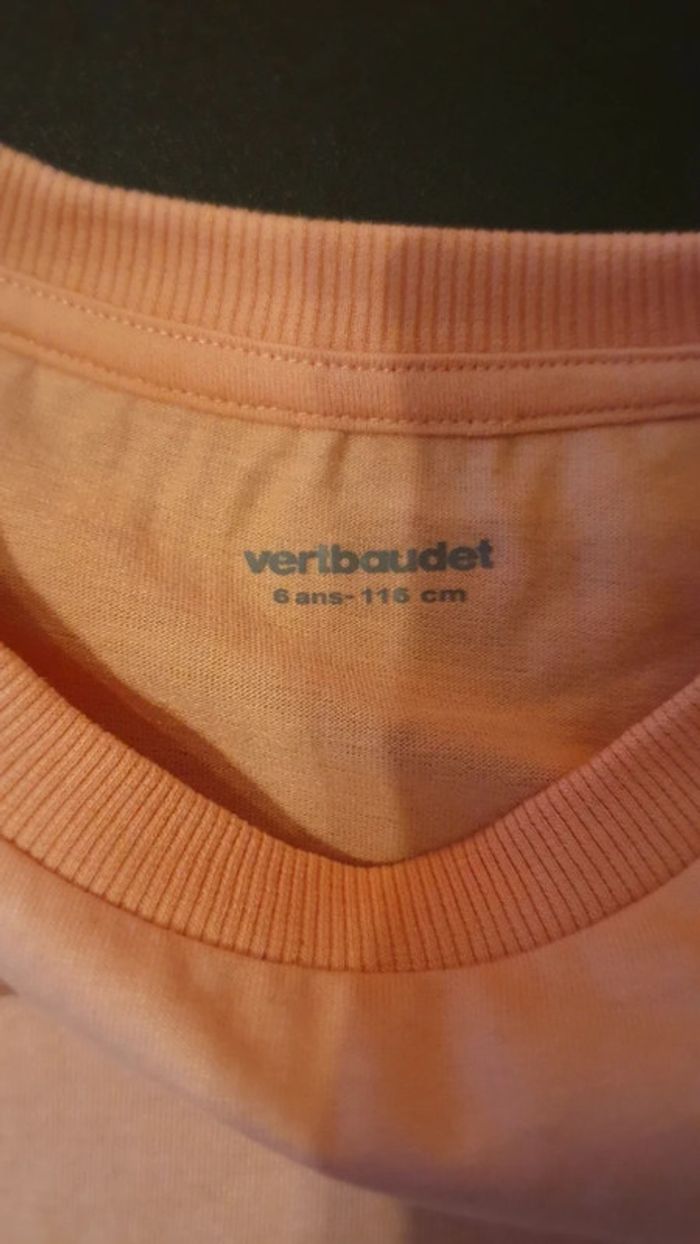 vertbaudet
6 ans- 116 cm